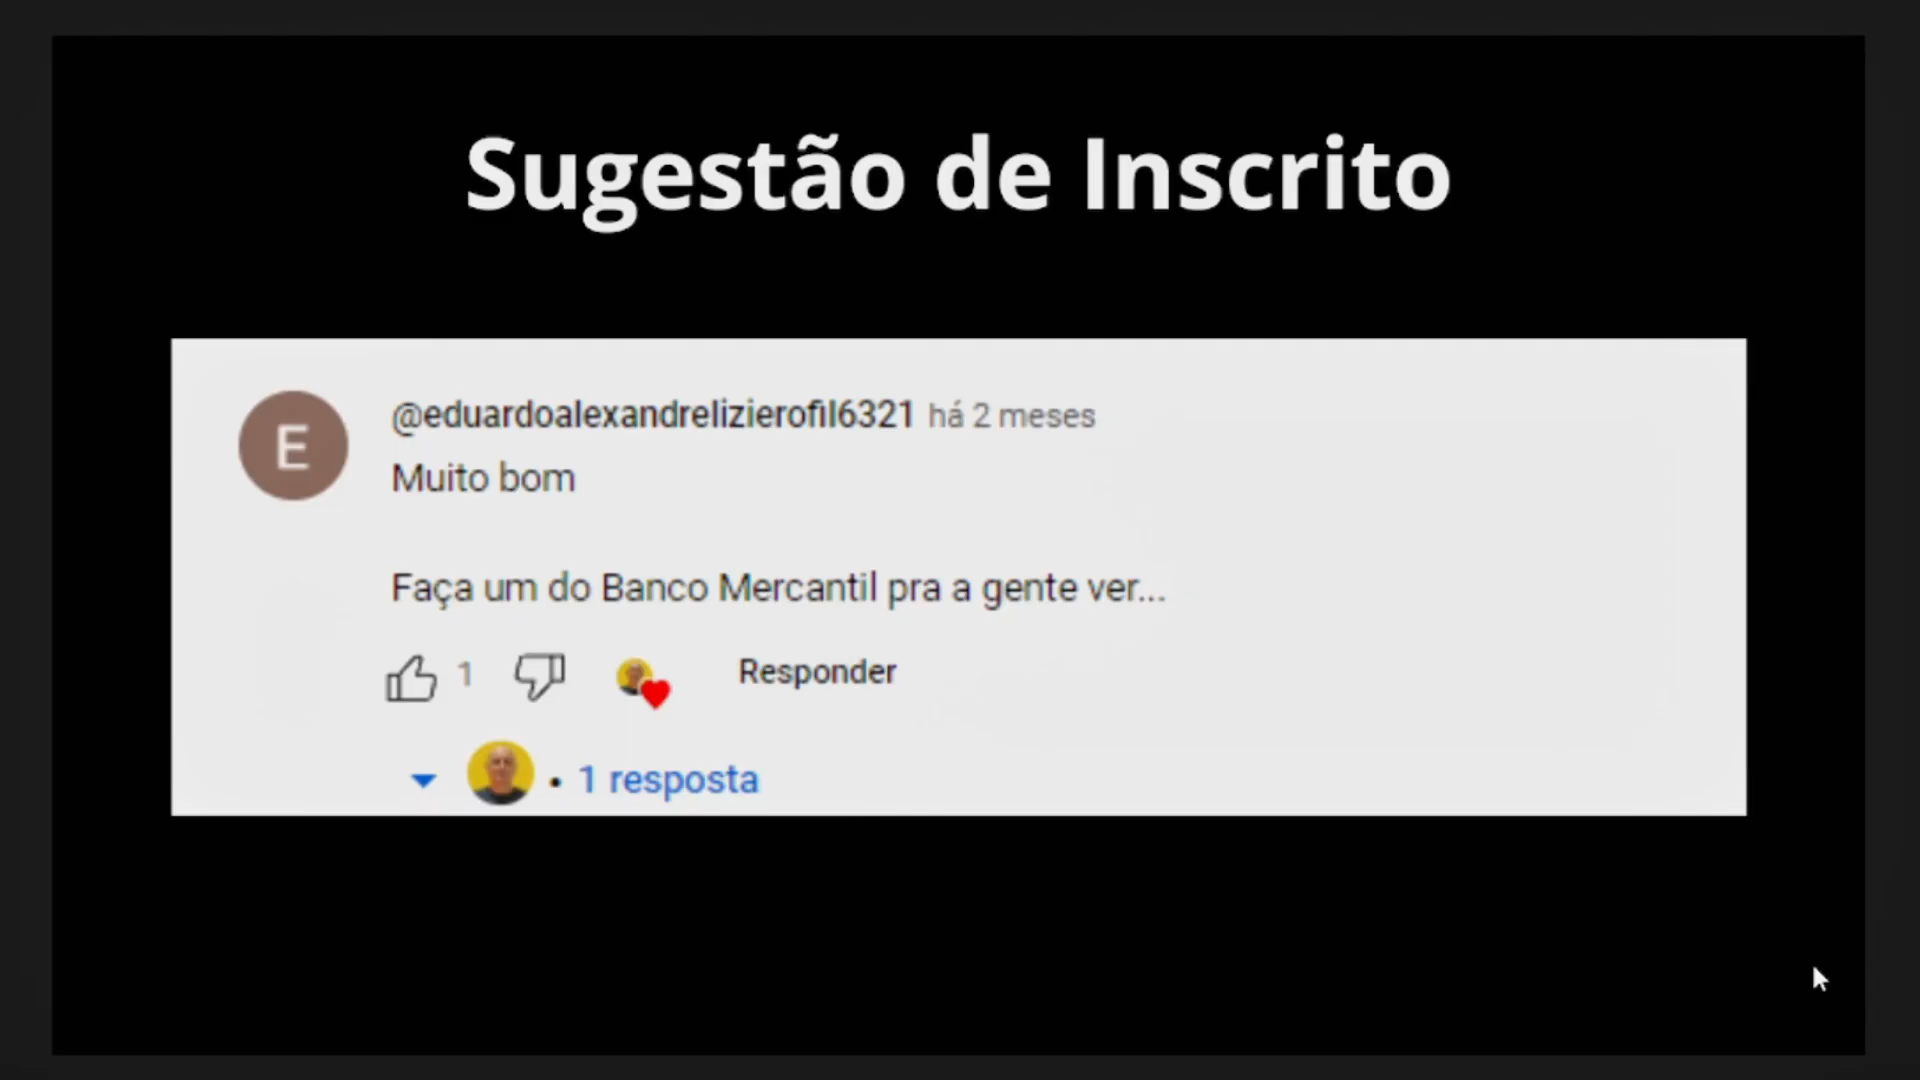 Sugestão de Inscrito
E
@eduardoalexandrelizierofil6321 há 2 meses
Muito bom
Faça um do Banco Mercantil pra a gente ver...
1
Responder
• 1 resposta